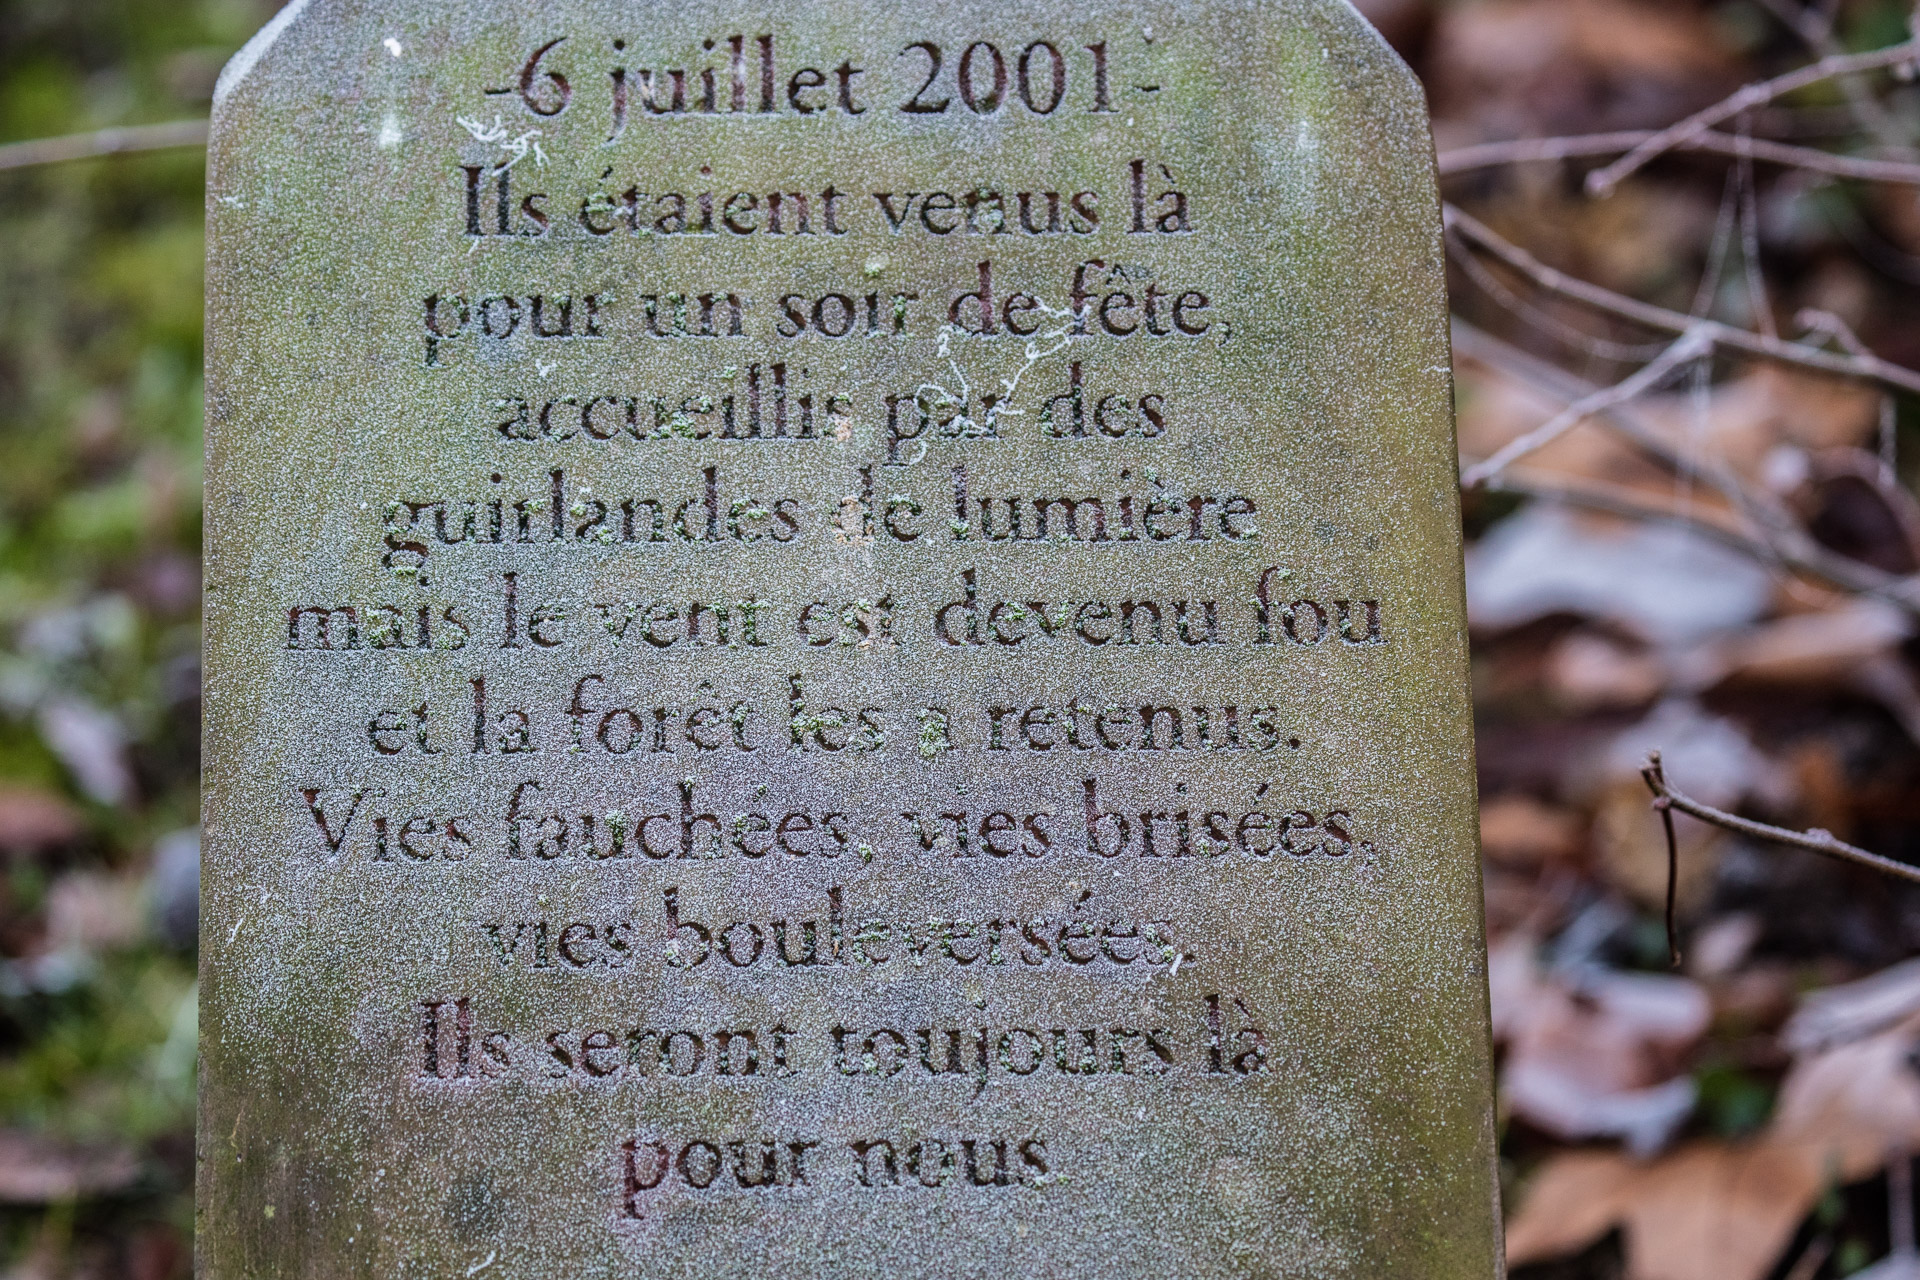 -6 juillet 2001-
Ils étaient venus là
pour un soir de fête,
accueillis par des
guirlandes de lumière
mais le vent est devenu fou
et la forêt les a retenus.
Vies fauchées, vies brisées,
vies bouleversées.
Ils seront toujours là
pour nous.